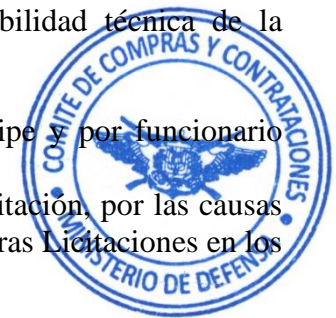 bilidad técnica de la
COMITE DE COMPRAS Y CONTRATACIONES
ipe y por funcionario
itación, por las causas
ras Licitaciones en los
MINISTERIO DE DEFENSA